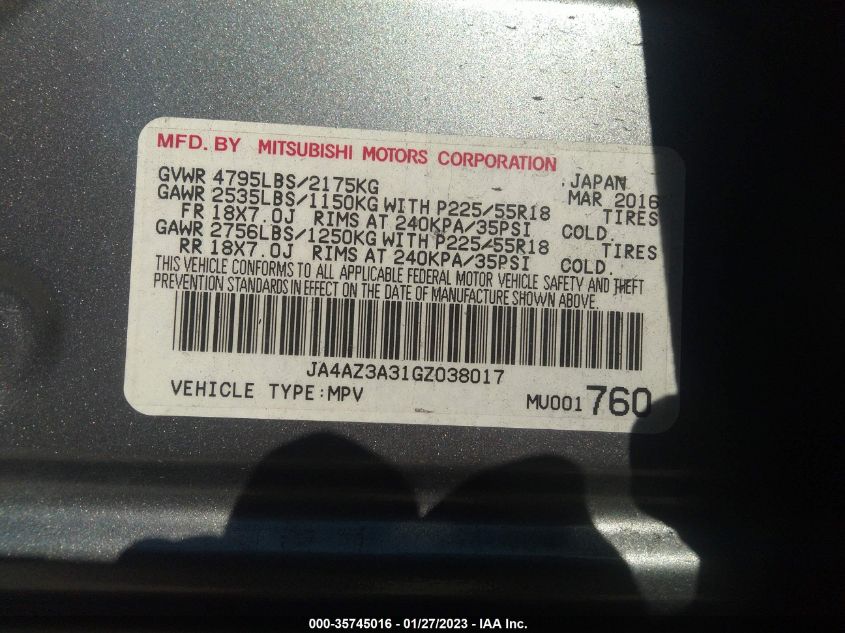 MFD. BY MITSUBISHI MOTORS CORPORATION
GVWR 4795LBS/2175KG JAPAN
GAWR 2535LBS/1150KG WITH P225/55R18 MAR 2016
FR 18X7.0J RIMS AT 240KPA/35PSI TIRES COLD.
GAWR 2756LBS/1250KG WITH P225/55R18 TIRES
RR 18X7.0J RIMS AT 240KPA/35PSI COLD.
THIS VEHICLE CONFORMS TO ALL APPLICABLE FEDERAL MOTOR VEHICLE SAFETY AND THEFT
PREVENTION STANDARDS IN EFFECT ON THE DATE OF MANUFACTURE SHOWN ABOVE.
JA4AZ3A31GZ038017
VEHICLE TYPE:MPV MU001 760
000-35745016 - 01/27/2023 - IAA Inc.